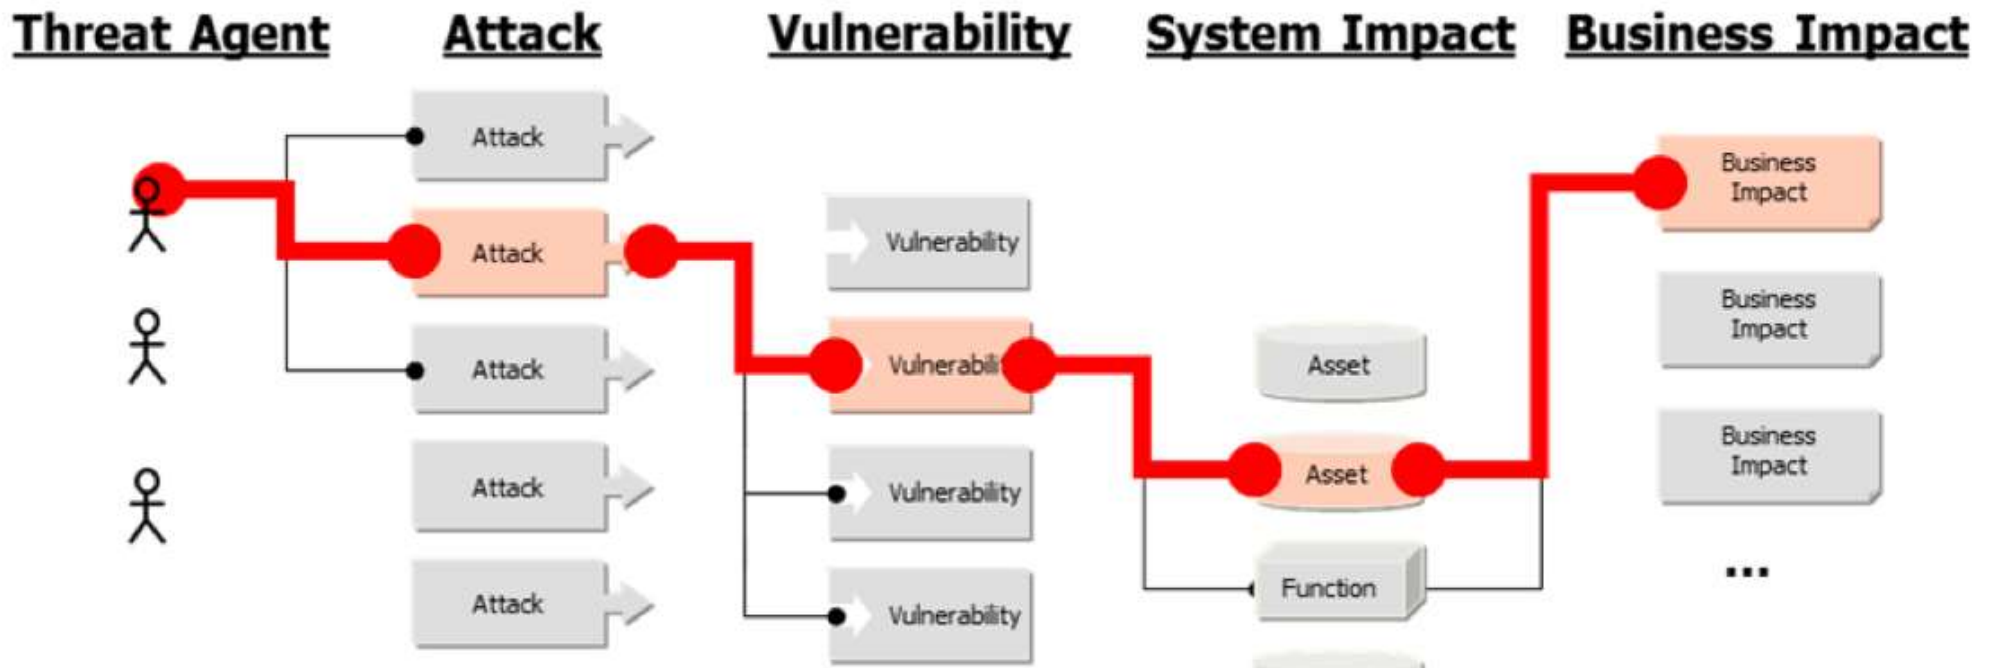 Threat Agent
Attack
Vulnerability
System Impact
Business Impact
Attack
Attack
Attack
Attack
Attack
Vulnerability
Vulnerabili
Vulnerability
Vulnerability
Asset
Asset
Function
Business
Impact
Business
Impact
Business
Impact
...